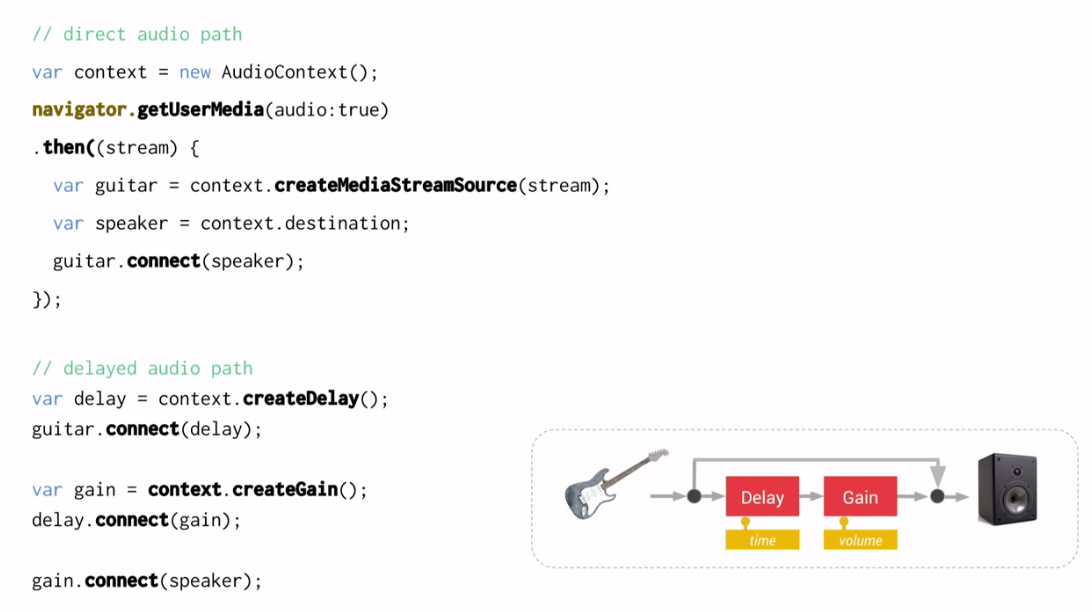 // direct audio path
var context = new AudioContext();
navigator.getUserMedia(audio:true)
.then((stream) {
  var guitar = context.createMediaStreamSource(stream);
  var speaker = context.destination;
  guitar.connect(speaker);
});
// delayed audio path
var delay = context.createDelay();
guitar.connect(delay);
var gain = context.createGain();
delay.connect(gain);
gain.connect(speaker);
Delay
Gain
time
volume